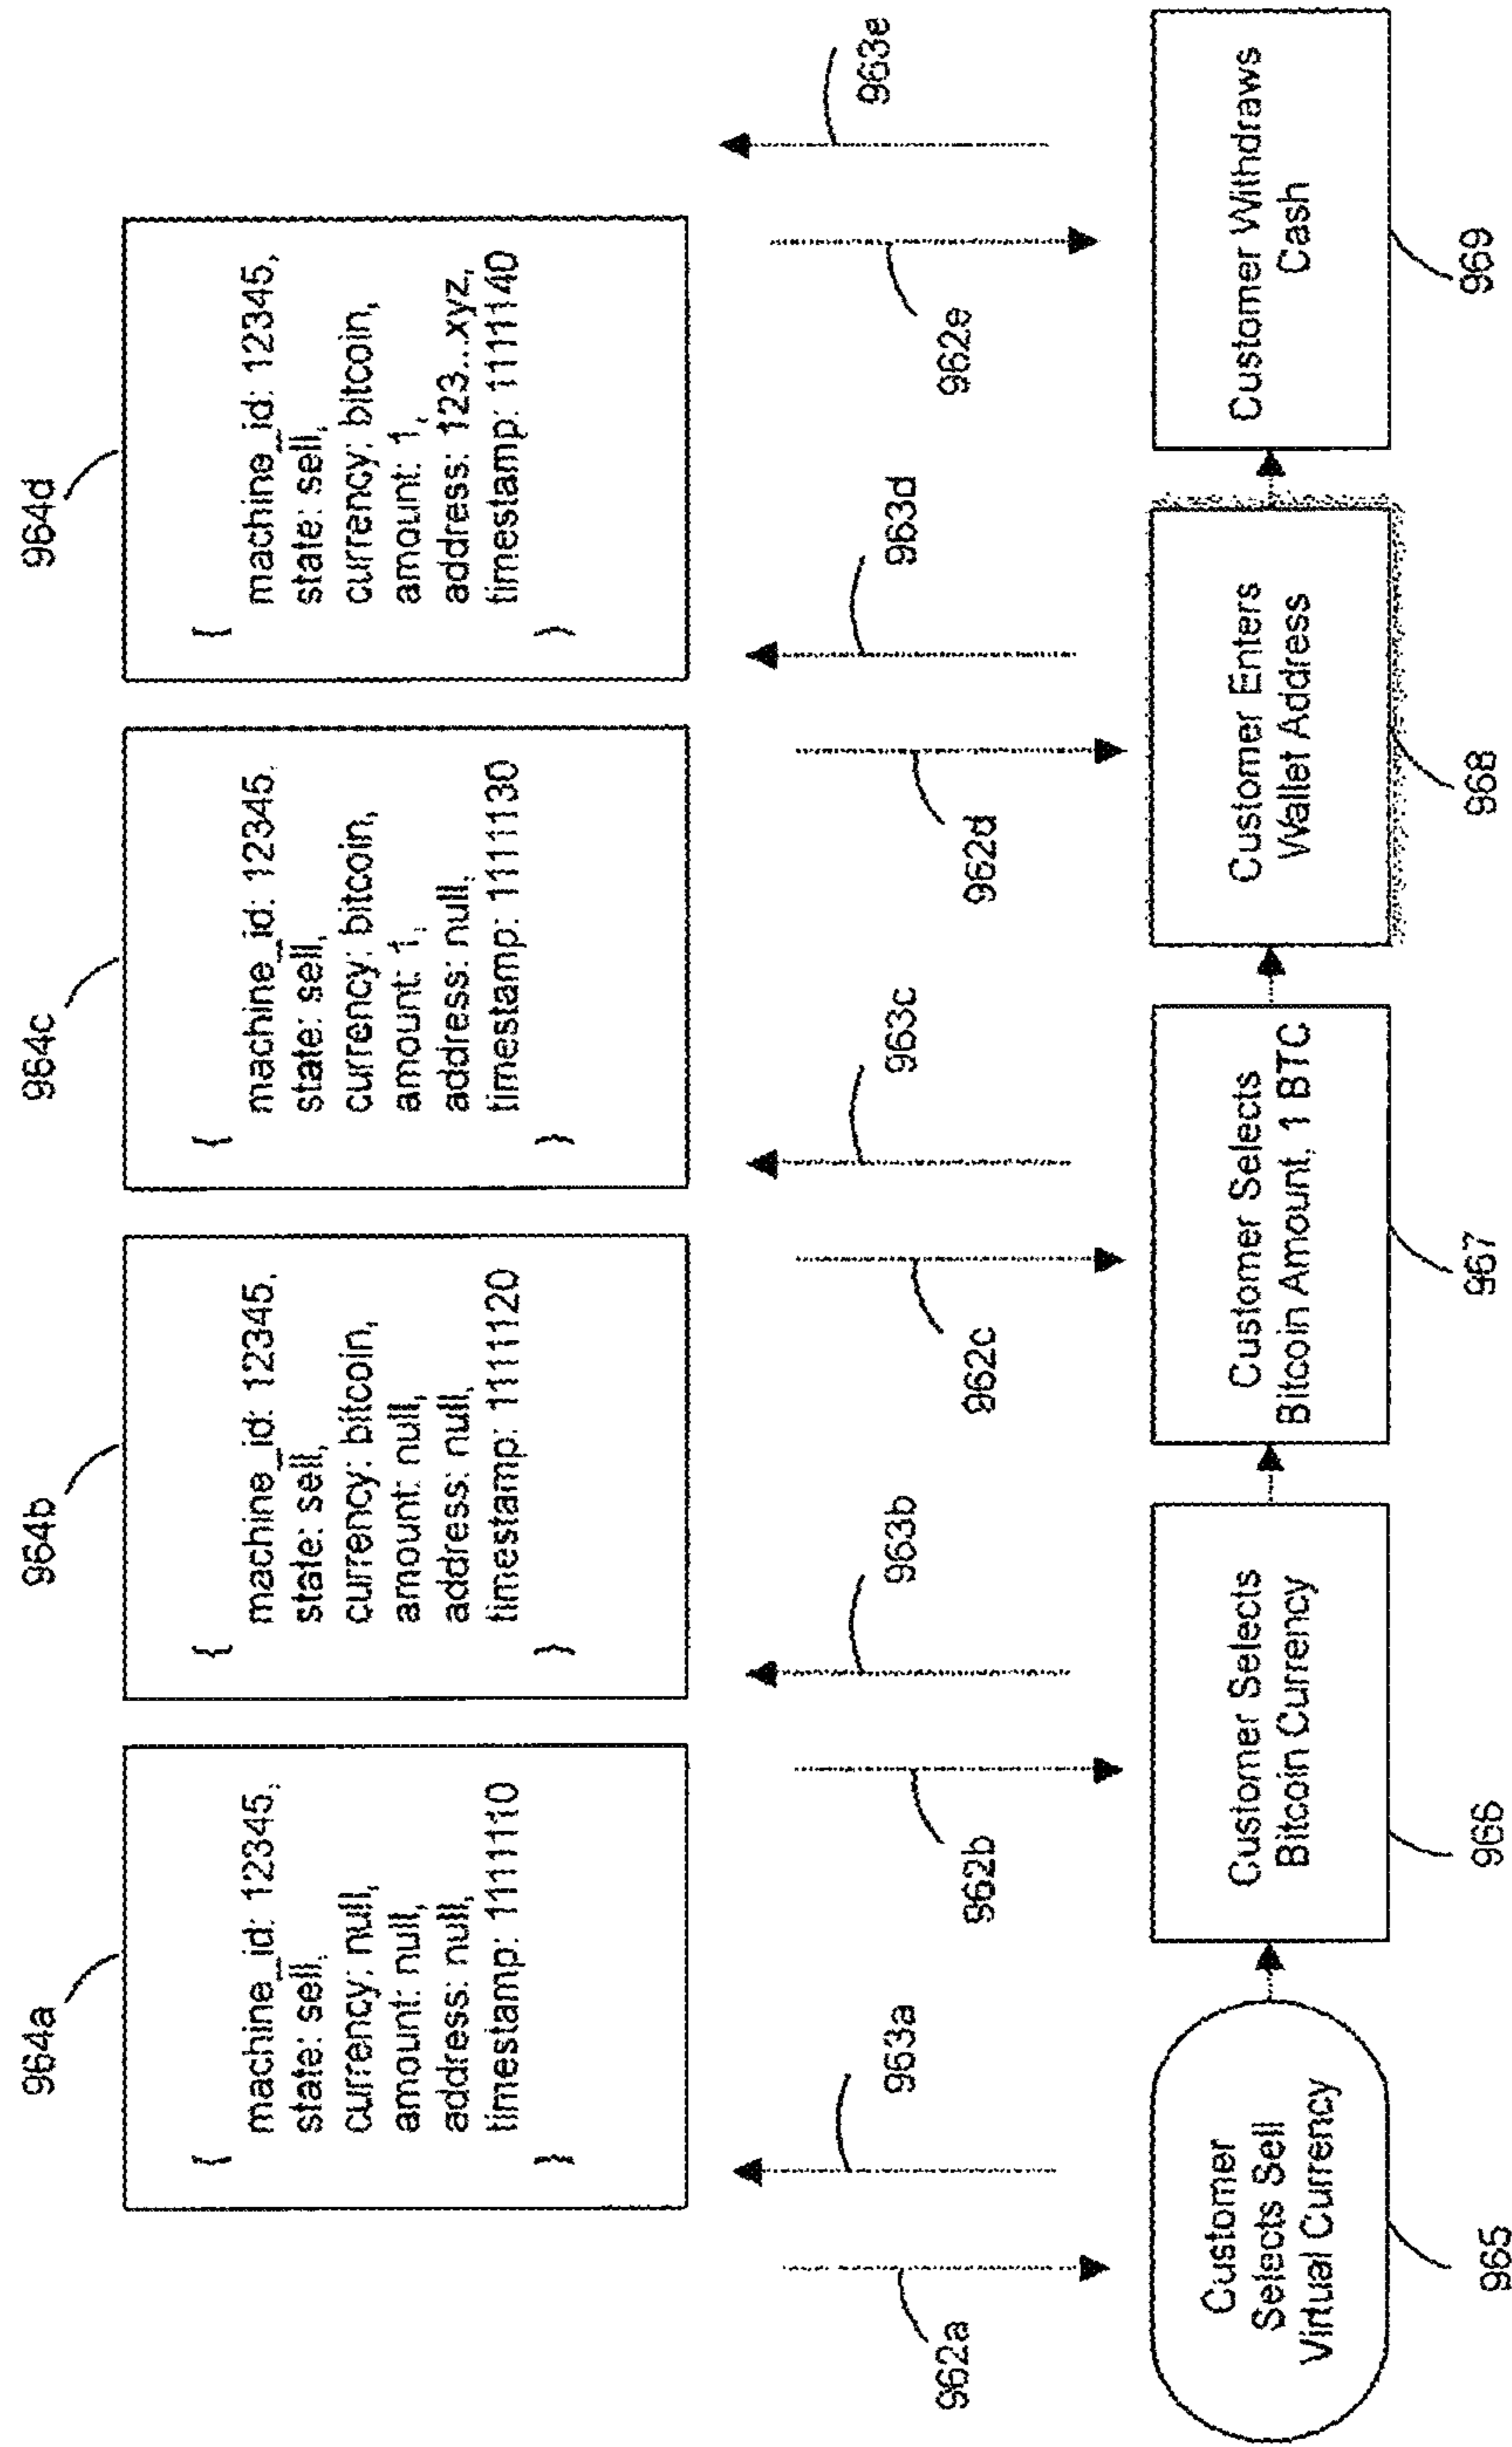 964a
964b
964c
964d
{
machine_id: 12345,
state: sell,
currency: null,
amount: null,
address: null,
timestamp: 1111110
}
{
machine_id: 12345,
state: sell,
currency: bitcoin,
amount: null,
address: null,
timestamp: 1111120
}
{
machine_id: 12345,
state: sell,
currency: bitcoin,
amount: 1,
address: null,
timestamp: 1111130
}
{
machine_id: 12345,
state: sell,
currency: bitcoin,
amount: 1,
address: 123...xyz,
timestamp: 1111140
}
962a
963a
962b
963b
962c
963c
962d
963d
962e
963e
Customer
Selects Sell
Virtual Currency
Customer Selects
Bitcoin Currency
Customer Selects
Bitcoin Amount, 1 BTC
Customer Enters
Wallet Address
Customer Withdraws
Cash
965
966
967
968
969